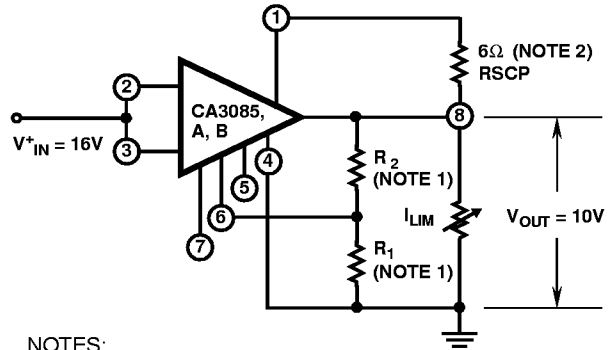 1
6Ω (NOTE 2)
RSCP
2
CA3085,
A, B
8
V+IN = 16V
3
4
R2
(NOTE 1)
5
6
ILIM
VOUT = 10V
7
R1
(NOTE 1)
NOTES: